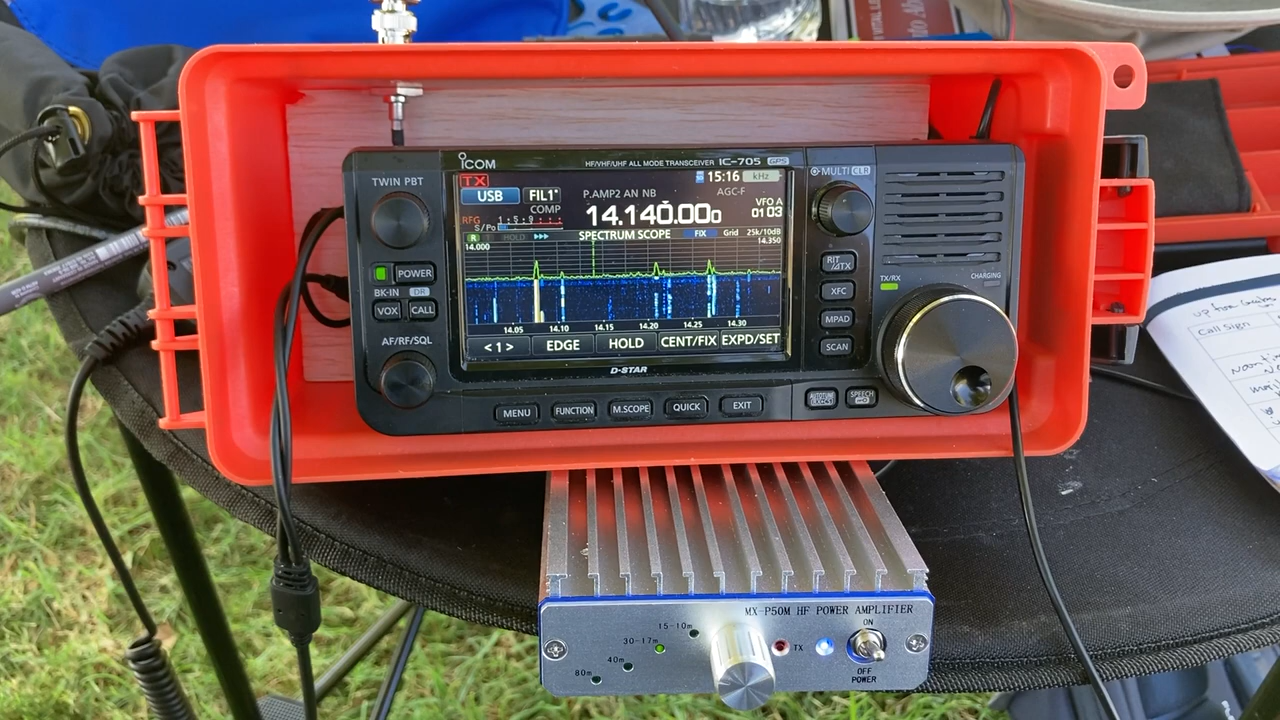 VITAL
ICOM
HF/VHF/UHF ALL MODE TRANSCEIVER IC-705 GPS
TWIN PBT
POWER
BK-IN DR
VOX CALL
AF/RF/SQL
TX 15:16 kHz
USB FIL1
P.AMP2 AN NB
AGC-F
COMP
VFO A
RFG
14.140.00
01 03
S/Po
R HOLD
SPECTRUM SCOPE
FIX Grid 25k/10dB
14.000 14.350
14.05 14.10 14.15 14.20 14.25 14.30
<1> EDGE HOLD CENT/FIX EXPD/SET
D-STAR
MENU FUNCTION M.SCOPE QUICK EXIT
MULTI CLR
RIT
XFC
MPAD
SCAN
TX/RX
CHARGING
SPEECH
Call Sign
MX-P50M HF POWER AMPLIFIER
15-10m
30-17m
40m
80m
TX
ON
OFF
POWER